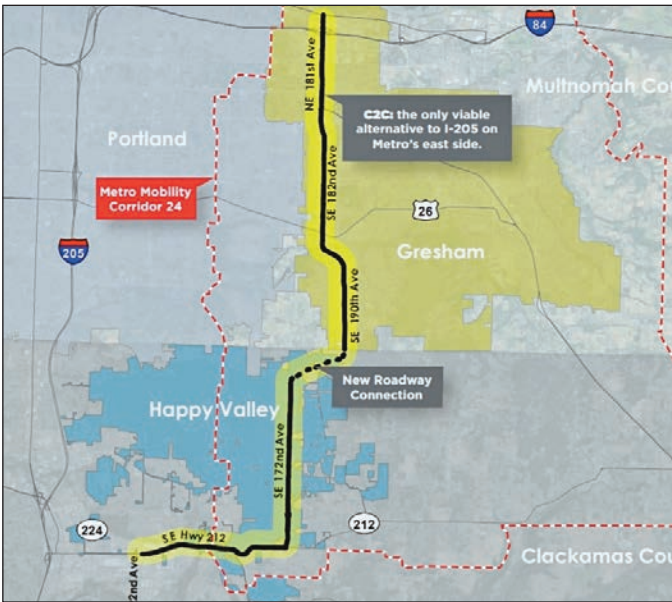 84
NE 181st Ave
Multnomah Cou
C2C: the only viable
alternative to I-205 on
Metro's east side.
Portland
SE 182nd Ave
Metro Mobility
Corridor 24
26
205
Gresham
SE 190th Ave
New Roadway
Connection
Happy Valley
SE 172nd Ave
224
SE Hwy 212
212
Clackamas Cou
2nd Ave.